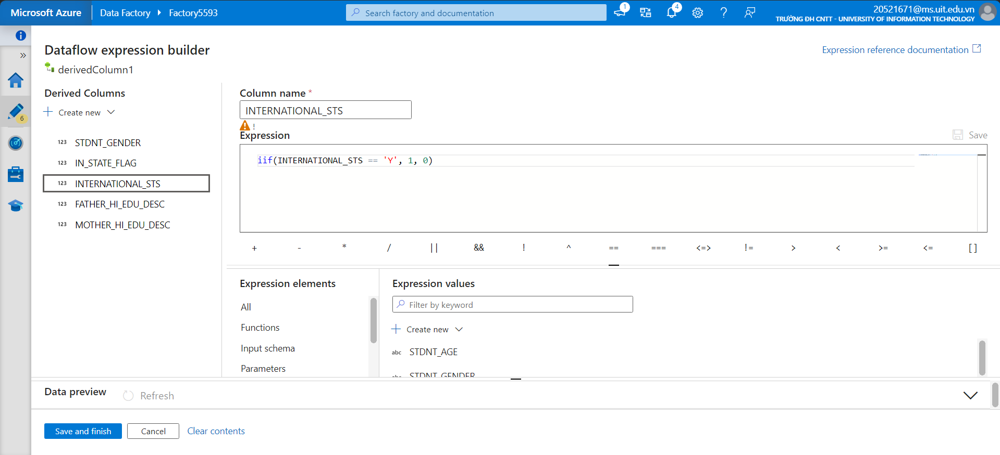 Microsoft Azure
Data Factory
Factory5593
Search factory and documentation
1
4
20521671@ms.uit.edu.vn
TRƯỜNG ĐH CNTT - UNIVERSITY OF INFORMATION TECHNOLOGY
Dataflow expression builder
Expression reference documentation
derivedColumn1
6
Derived Columns
Create new
123 STDNT_GENDER
123 IN_STATE_FLAG
123 INTERNATIONAL_STS
123 FATHER_HI_EDU_DESC
123 MOTHER_HI_EDU_DESC
Column name *
INTERNATIONAL_STS
!
Expression
Save
iif(INTERNATIONAL_STS == 'Y', 1, 0)
+ - * / || && ! ^ == === <=> != > < >= <= []
Expression elements
All
Functions
Input schema
Parameters
Expression values
Filter by keyword
Create new
abc STDNT_AGE
abc STDNT_GENDER
Data preview
Refresh
Save and finish
Cancel
Clear contents